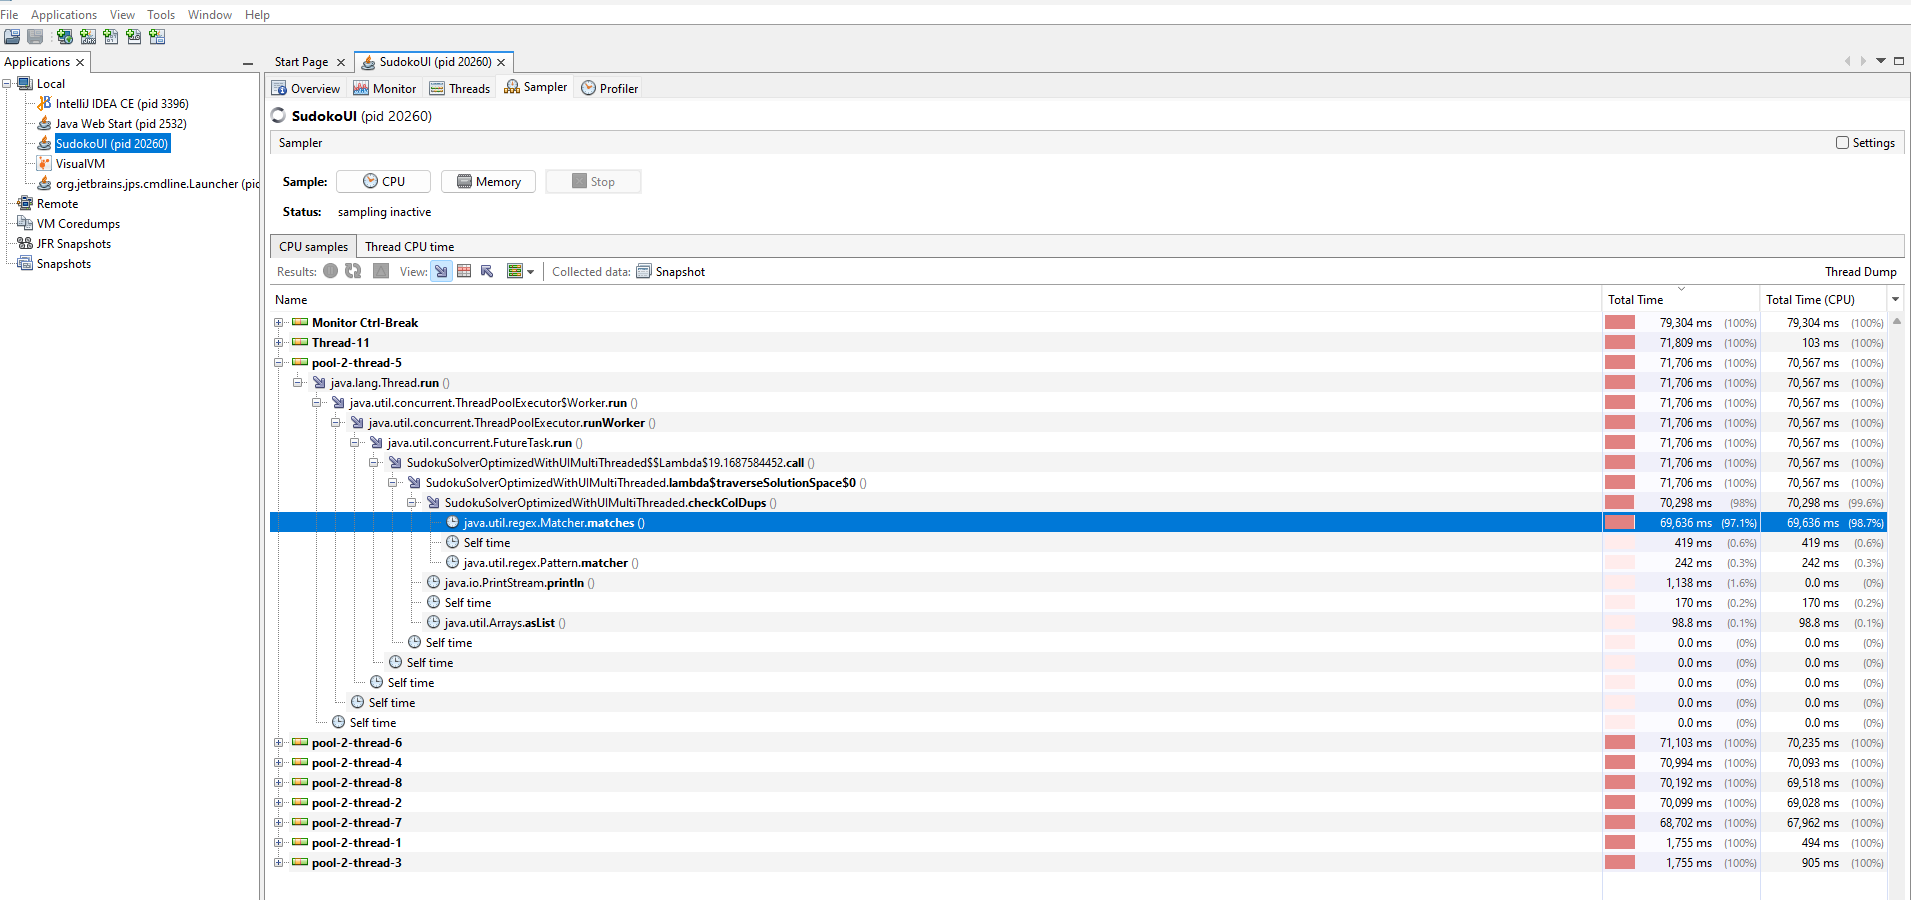 File Applications View Tools Window Help
Applications
Start Page SudokoUI (pid 20260)
Local
IntelliJ IDEA CE (pid 3396)
Java Web Start (pid 2532)
SudokoUI (pid 20260)
VisualVM
org.jetbrains.jps.cmdline.Launcher (pid
Remote
VM Coredumps
JFR Snapshots
Snapshots
Overview Monitor Threads Sampler Profiler
SudokoUI (pid 20260)
Sampler Settings
Sample: CPU Memory Stop
Status: sampling inactive
CPU samples Thread CPU time
Results: View: Collected data: Snapshot Thread Dump
Name Total Time Total Time (CPU)
Monitor Ctrl-Break 79,304 ms (100%) 79,304 ms (100%)
Thread-11 71,809 ms (100%) 103 ms (100%)
pool-2-thread-5 71,706 ms (100%) 70,567 ms (100%)
java.lang.Thread.run () 71,706 ms (100%) 70,567 ms (100%)
java.util.concurrent.ThreadPoolExecutor$Worker.run () 71,706 ms (100%) 70,567 ms (100%)
java.util.concurrent.ThreadPoolExecutor.runWorker () 71,706 ms (100%) 70,567 ms (100%)
java.util.concurrent.FutureTask.run () 71,706 ms (100%) 70,567 ms (100%)
SudokuSolverOptimizedWithUIMultiThreaded$$Lambda$19.1687584452.call () 71,706 ms (100%) 70,567 ms (100%)
SudokuSolverOptimizedWithUIMultiThreaded.lambda$traverseSolutionSpace$0 () 71,706 ms (100%) 70,567 ms (100%)
SudokuSolverOptimizedWithUIMultiThreaded.checkColDups () 70,298 ms (98%) 70,298 ms (99.6%)
java.util.regex.Matcher.matches () 69,636 ms (97.1%) 69,636 ms (98.7%)
Self time 419 ms (0.6%) 419 ms (0.6%)
java.util.regex.Pattern.matcher () 242 ms (0.3%) 242 ms (0.3%)
java.io.PrintStream.println () 1,138 ms (1.6%) 0.0 ms (0%)
Self time 170 ms (0.2%) 170 ms (0.2%)
java.util.Arrays.asList () 98.8 ms (0.1%) 98.8 ms (0.1%)
Self time 0.0 ms (0%) 0.0 ms (0%)
Self time 0.0 ms (0%) 0.0 ms (0%)
Self time 0.0 ms (0%) 0.0 ms (0%)
Self time 0.0 ms (0%) 0.0 ms (0%)
Self time 0.0 ms (0%) 0.0 ms (0%)
pool-2-thread-6 71,103 ms (100%) 70,235 ms (100%)
pool-2-thread-4 70,994 ms (100%) 70,093 ms (100%)
pool-2-thread-8 70,192 ms (100%) 69,518 ms (100%)
pool-2-thread-2 70,099 ms (100%) 69,028 ms (100%)
pool-2-thread-7 68,702 ms (100%) 67,962 ms (100%)
pool-2-thread-1 1,755 ms (100%) 494 ms (100%)
pool-2-thread-3 1,755 ms (100%) 905 ms (100%)